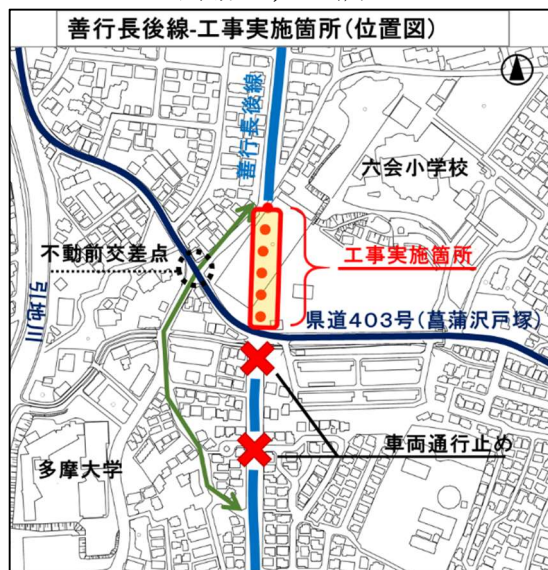 善行長後線-工事実施箇所(位置図)
善行長後線
六会小学校
不動前交差点
工事実施箇所
引地川
県道403号(菖蒲沢戸塚)
車両通行止め
多摩大学